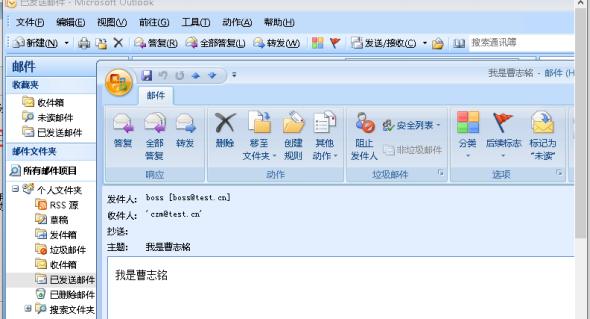 已发送邮件 - Microsoft Outlook
文件(F) 编辑(E) 视图(V) 前往(G) 工具(T) 动作(A) 帮助(H)
新建(N) 答复(R) 全部答复(L) 转发(W) 发送/接收(C) 搜索通讯簿
邮件
收藏夹
收件箱
未读邮件
已发送邮件
邮件文件夹
所有邮件项目
个人文件夹
RSS 源
草稿
发件箱
垃圾邮件
收件箱
已发送邮件
已删除邮件
搜索文件夹
我是曹志铭 - 邮件 (H
邮件
答复 全部答复 转发 删除 移至文件夹 创建规则 其他动作 阻止发件人 安全列表 非垃圾邮件 分类 后续标志 标记为"未读"
响应 动作 垃圾邮件 选项
发件人: boss [boss@test.cn]
收件人: 'czm@test.cn'
抄送:
主题: 我是曹志铭
我是曹志铭